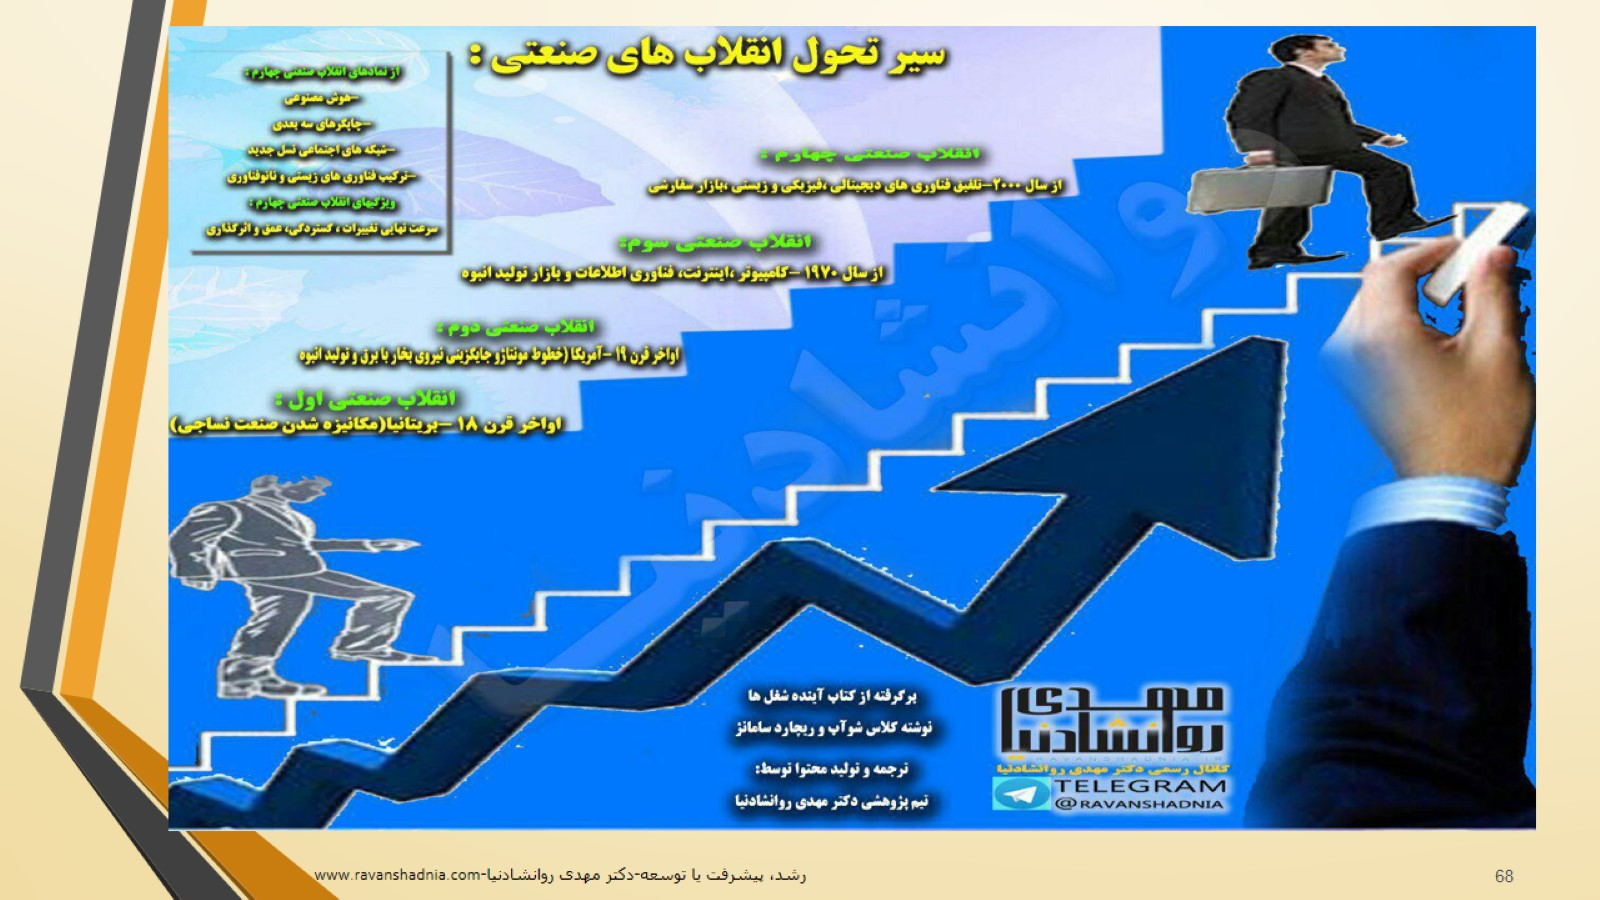 سیر تحول انقلاب های صنعتی :
از نمادهای انقلاب صنعتی چهارم :
-هوش مصنوعی
-چاپگرهای سه بعدی
-شبکه های اجتماعی نسل جدید
-ترکیب فناوری های زیستی و نانوفناوری
ویژگیهای انقلاب صنعتی چهارم :
سرعت نهایی تغییرات ، گستردگی، عمق و اثرگذاری
انقلاب صنعتی چهارم :
از سال ۲۰۰۰-تلفیق فناوری های دیجیتالی ،فیزیکی و زیستی ،بازار سفارشی
انقلاب صنعتی سوم:
از سال ۱۹۷۰ -کامپیوتر ،اینترنت، فناوری اطلاعات و بازار تولید انبوه
انقلاب صنعتی دوم :
اواخر قرن ۱۹ -آمریکا (خطوط مونتاژو جایگزینی نیروی بخار با برق و تولید انبوه
انقلاب صنعتی اول :
اواخر قرن ۱۸ -بریتانیا(مکانیزه شدن صنعت نساجی)
روانشادنیا
برگرفته از کتاب آینده شغل ها
نوشته کلاس شوآب و ریچارد سامانژ
ترجمه و تولید محتوا توسط:
تیم پژوهشی دکتر مهدی روانشادنیا
مهدی
روانشادنیا
کانال رسمی دکتر مهدی روانشادنیا
TELEGRAM
@RAVANSHADNIA
رشد، پیشرفت یا توسعه-دکتر مهدی روانشادنیا-www.ravanshadnia.com
68